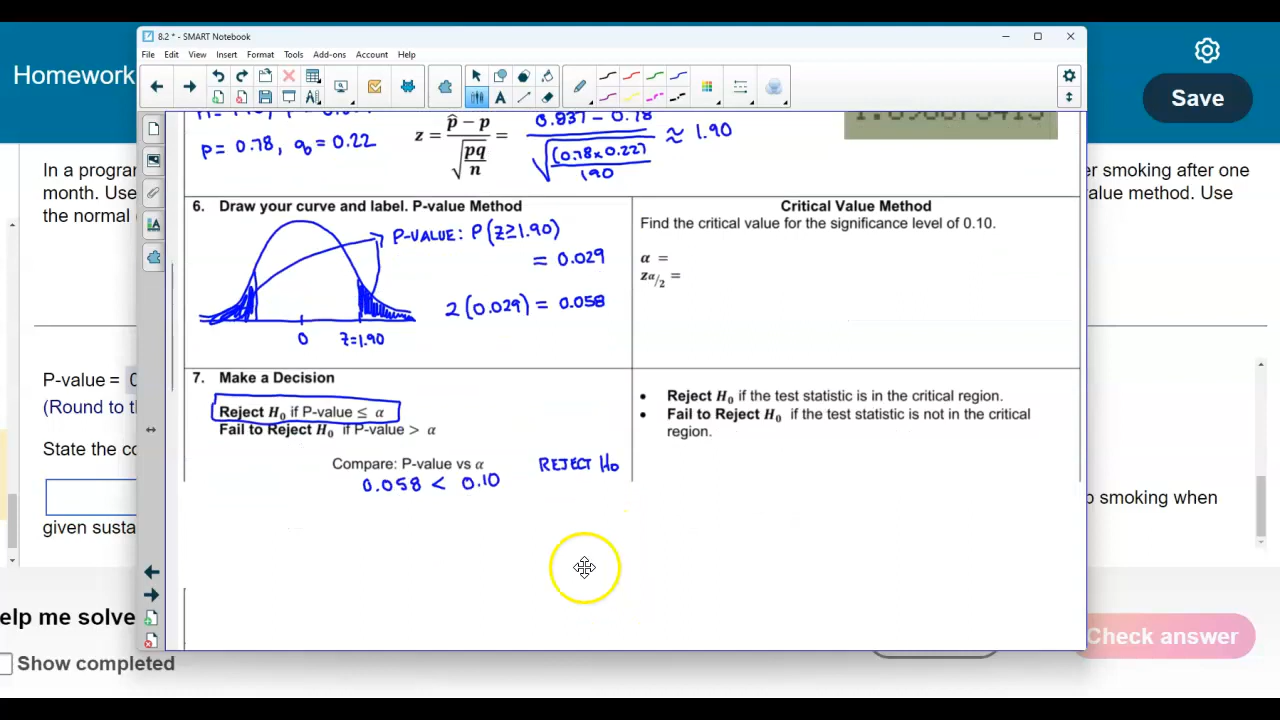 Homework
Save
8.2 * - SMART Notebook
File Edit View Insert Format Tools Add-ons Account Help
In a program
month. Use
the normal
er smoking after one
alue method. Use
P = 0.78, q = 0.22
z = p̂ − p / √(pq/n) = 0.837 − 0.78 / √((0.78)(0.22)/190) ≈ 1.90
6. Draw your curve and label. P-value Method
P-VALUE: P(Z≥1.90)
= 0.029
2(0.029) = 0.058
0 Z=1.90
Critical Value Method
Find the critical value for the significance level of 0.10.
α =
zα/2 =
7. Make a Decision
Reject H0 if P-value ≤ α
Fail to Reject H0 if P-value > α
Compare: P-value vs α
0.058 < 0.10
REJECT H0
• Reject H0 if the test statistic is in the critical region.
• Fail to Reject H0 if the test statistic is not in the critical
region.
P-value = 0
(Round to th
State the co
given susta
p smoking when
elp me solve
Show completed
Check answer